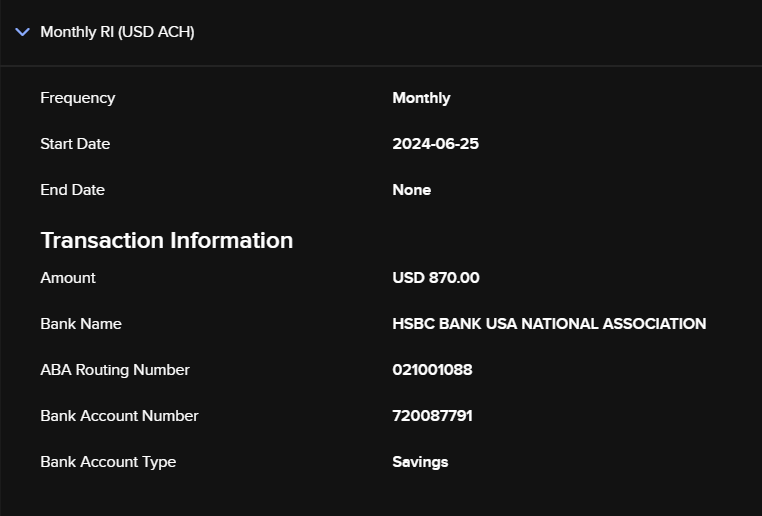 Monthly RI (USD ACH)
Frequency Monthly
Start Date 2024-06-25
End Date None
Transaction Information
Amount USD 870.00
Bank Name HSBC BANK USA NATIONAL ASSOCIATION
ABA Routing Number 021001088
Bank Account Number 720087791
Bank Account Type Savings